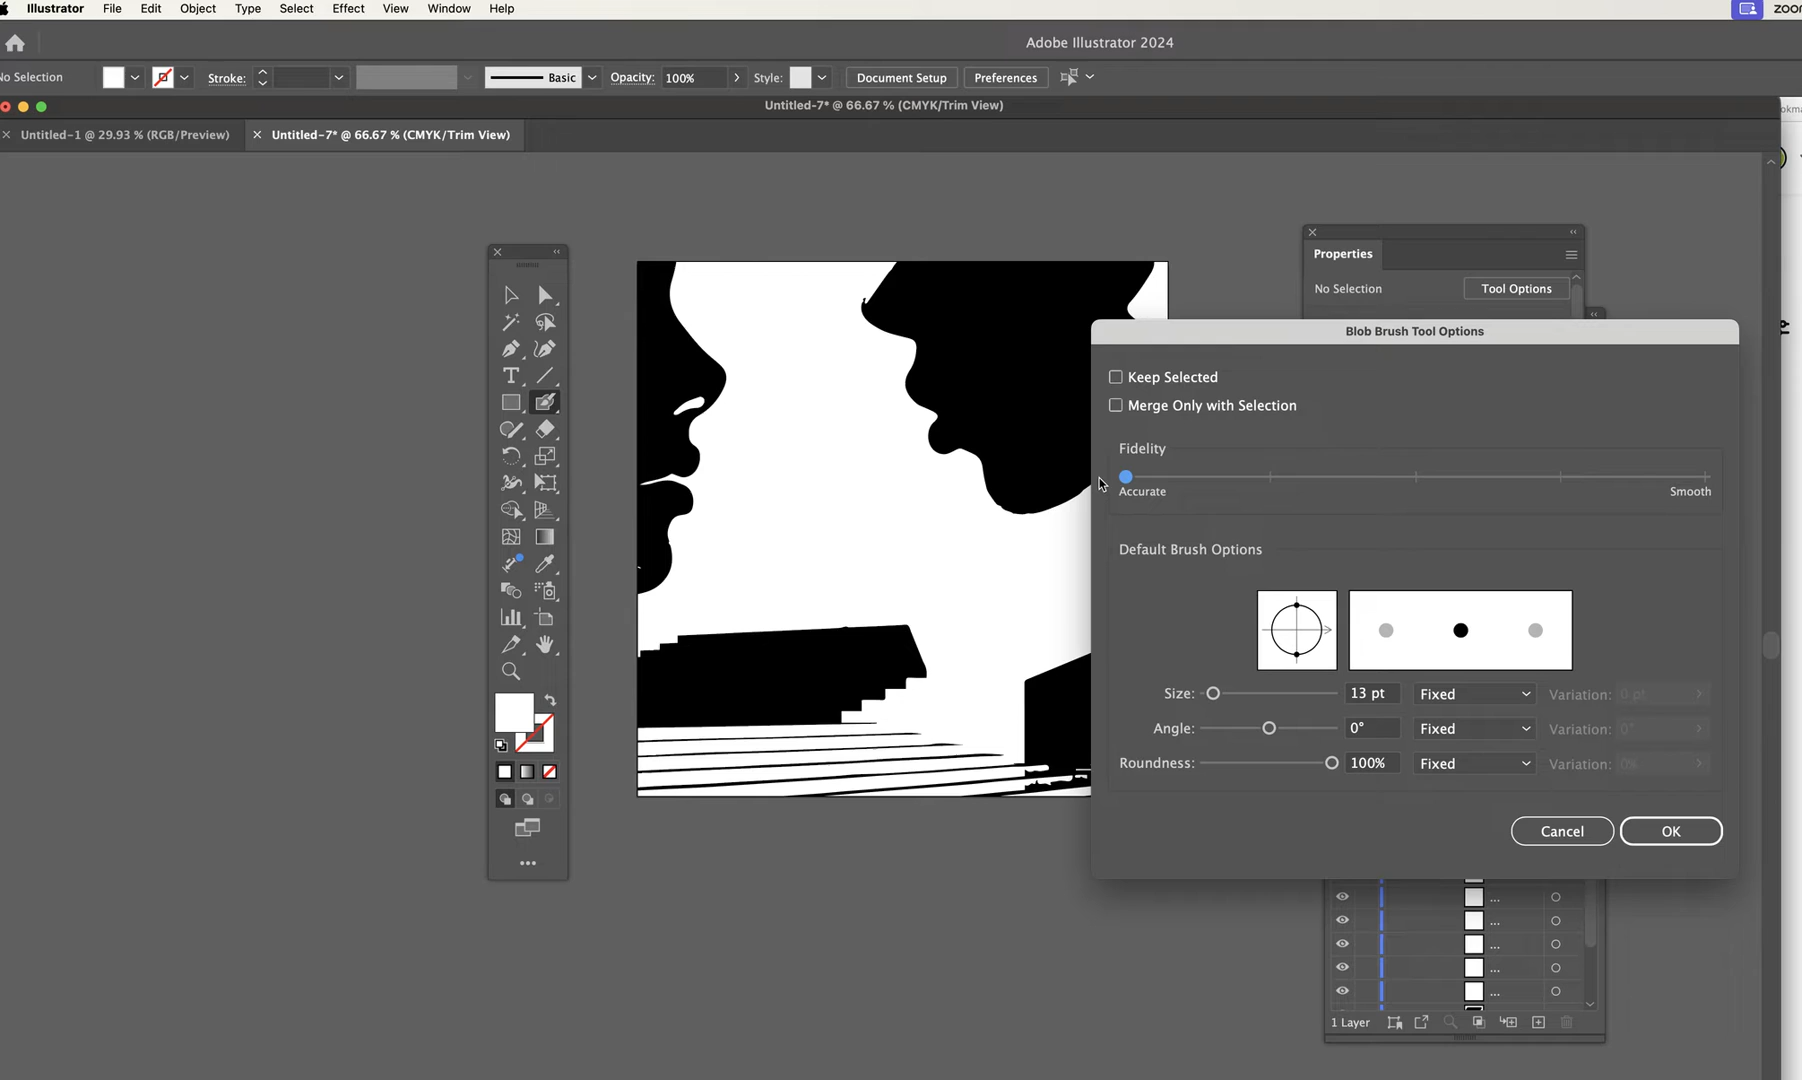 Illustrator File Edit Object Type Select Effect View Window Help
Adobe Illustrator 2024
No Selection Stroke: Basic Opacity: 100% Style: Document Setup Preferences
Untitled-7* @ 66.67 % (CMYK/Trim View)
Untitled-1 @ 29.93 % (RGB/Preview) Untitled-7* @ 66.67 % (CMYK/Trim View)
Properties
No Selection Tool Options
Blob Brush Tool Options
Keep Selected
Merge Only with Selection
Fidelity
Accurate Smooth
Default Brush Options
Size: 13 pt Fixed Variation: 0 pt
Angle: 0° Fixed Variation: 0°
Roundness: 100% Fixed Variation: 0%
Cancel OK
...
...
...
...
...
1 Layer